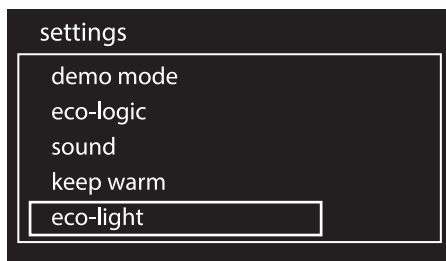 settings
demo mode
eco-logic
sound
keep warm
eco-light